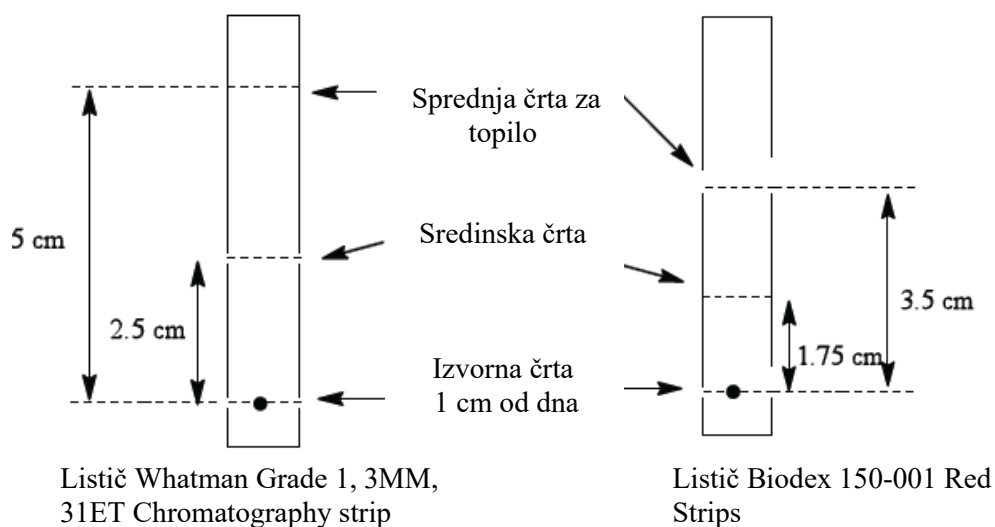 Sprednja črta za
topilo
5 cm
Sredinska črta
3.5 cm
2.5 cm
1.75 cm
Izvorna črta
1 cm od dna
Listič Whatman Grade 1, 3MM,
31ET Chromatography strip
Listič Biodex 150-001 Red
Strips